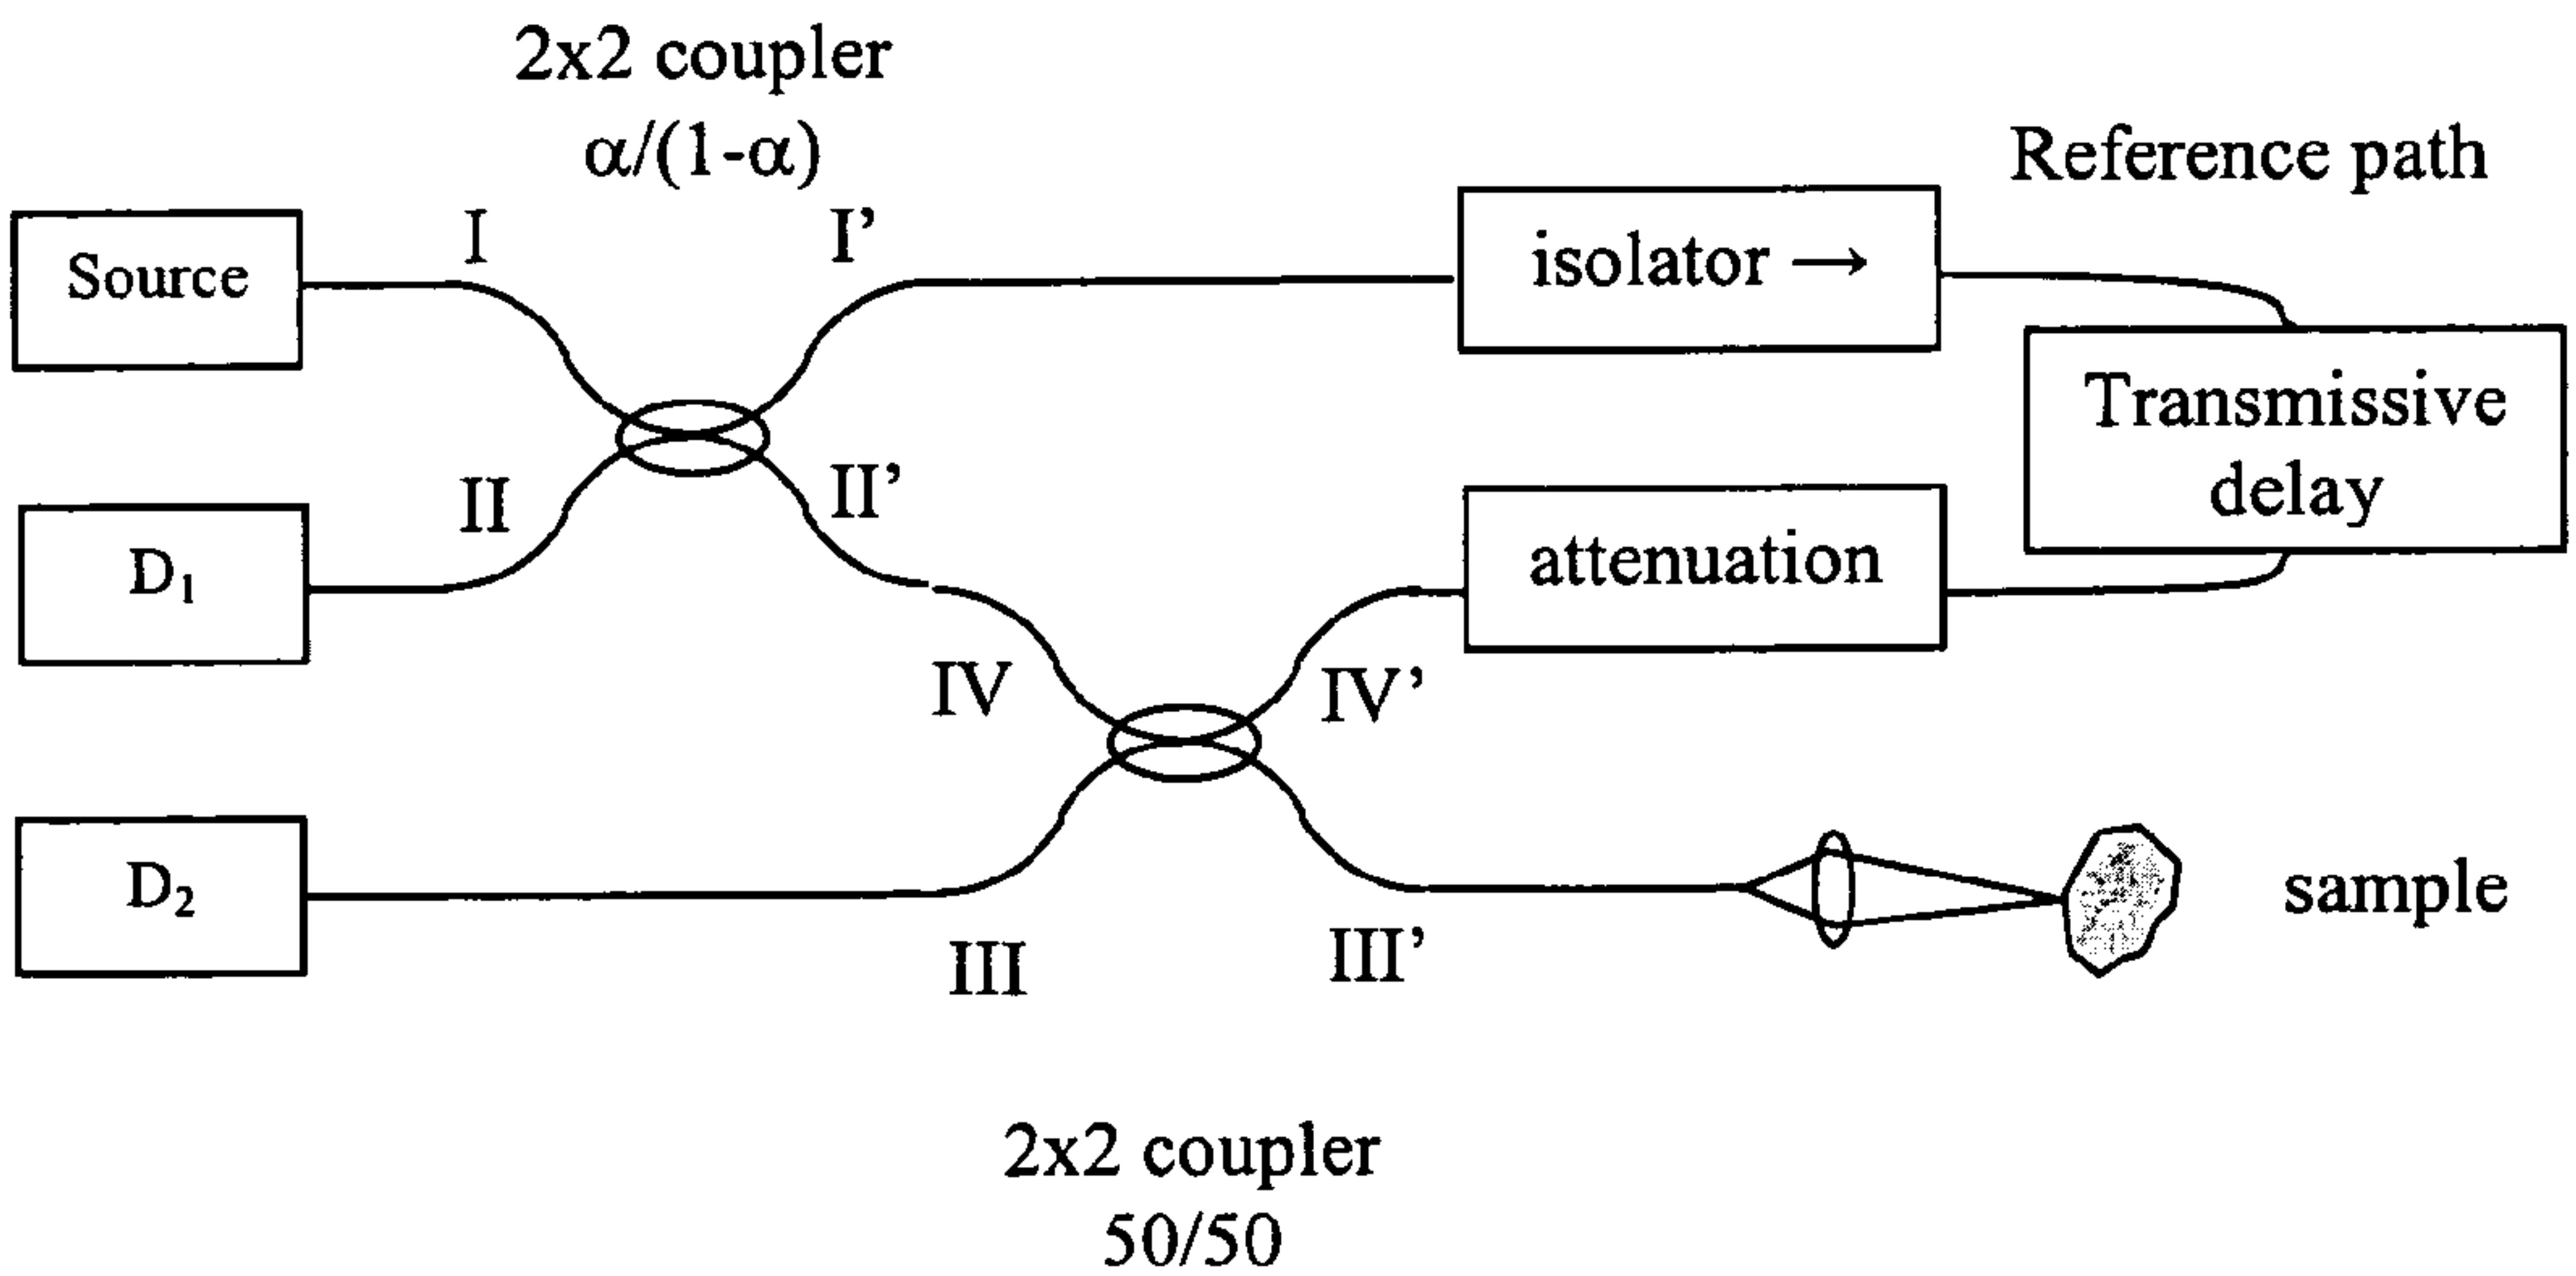 2x2 coupler
α/(1-α)
Reference path
Source
I
I’
isolator →
Transmissive
delay
II
II’
D₁
attenuation
IV
IV’
D₂
sample
III
III’
2x2 coupler
50/50